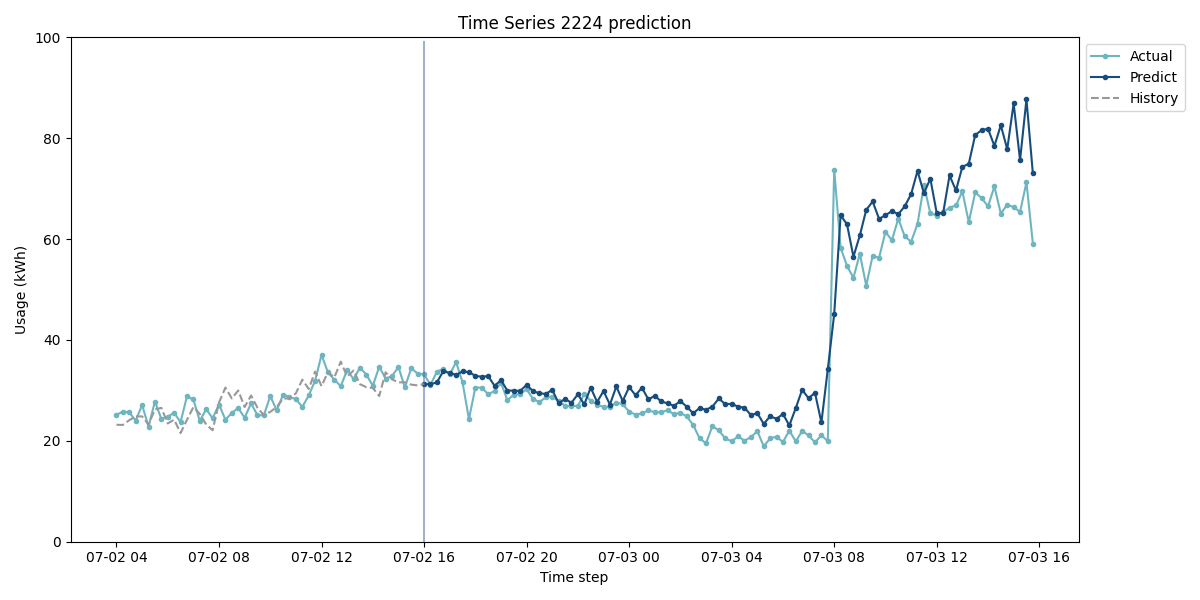 Time Series 2224 prediction
Usage (kWh)
100
80
60
40
20
0
07-02 04 07-02 08 07-02 12 07-02 16 07-02 20 07-03 00 07-03 04 07-03 08 07-03 12 07-03 16
Time step
Actual
Predict
History